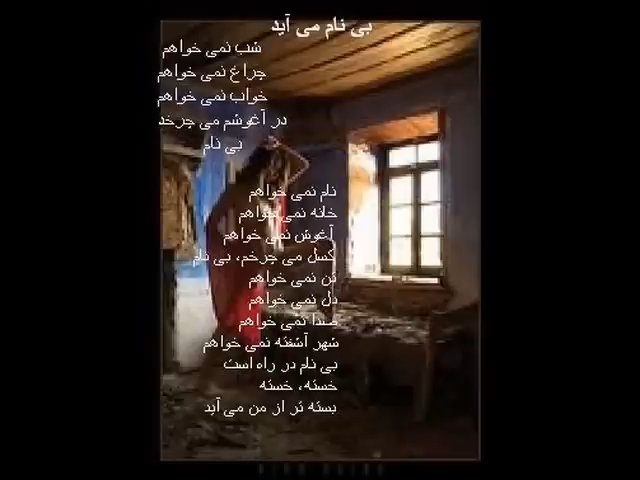 بی نام می آید
شب نمی خواهم
چراغ نمی خواهم
خواب نمی خواهم
در آغوشم می چرخد
بی نام
نام نمی خواهم
خانه نمی خواهم
آغوش نمی خواهم
کسل می چرخم، بی نام
تن نمی خواهم
دل نمی خواهم
صدا نمی خواهم
شهر آشفته نمی خواهم
بی نام در راه است
خسته، خسته
بسته تر از من می آید